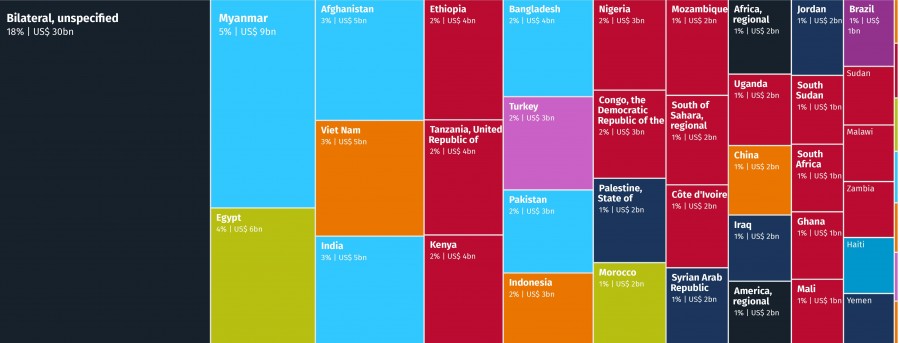 Bilateral, unspecified
18% | US$ 30bn
Myanmar
5% | US$ 9bn
Egypt
4% | US$ 6bn
Afghanistan
3% | US$ 5bn
Viet Nam
3% | US$ 5bn
India
3% | US$ 5bn
Ethiopia
2% | US$ 4bn
Tanzania, United
Republic of
2% | US$ 4bn
Kenya
2% | US$ 4bn
Bangladesh
2% | US$ 4bn
Turkey
2% | US$ 3bn
Pakistan
2% | US$ 3bn
Indonesia
2% | US$ 3bn
Nigeria
2% | US$ 3bn
Congo, the
Democratic
Republic of the
2% | US$ 3bn
Palestine,
State of
1% | US$ 2bn
Morocco
1% | US$ 2bn
Mozambique
1% | US$ 2bn
South of
Sahara,
regional
1% | US$ 2bn
Côte d'Ivoire
1% | US$ 2bn
Syrian Arab
Republic
1% | US$ 2bn
Africa,
regional
1% | US$ 2bn
Uganda
1% | US$ 2bn
China
1% | US$ 2bn
Iraq
1% | US$ 2bn
America,
regional
1% | US$ 2bn
Jordan
1% | US$ 2bn
South
Sudan
1% | US$ 1bn
South
Africa
1% | US$ 1bn
Ghana
1% | US$ 1bn
Mali
1% | US$ 1bn
Brazil
1% | US$
1bn
Sudan
Malawi
Zambia
Haiti
Yemen